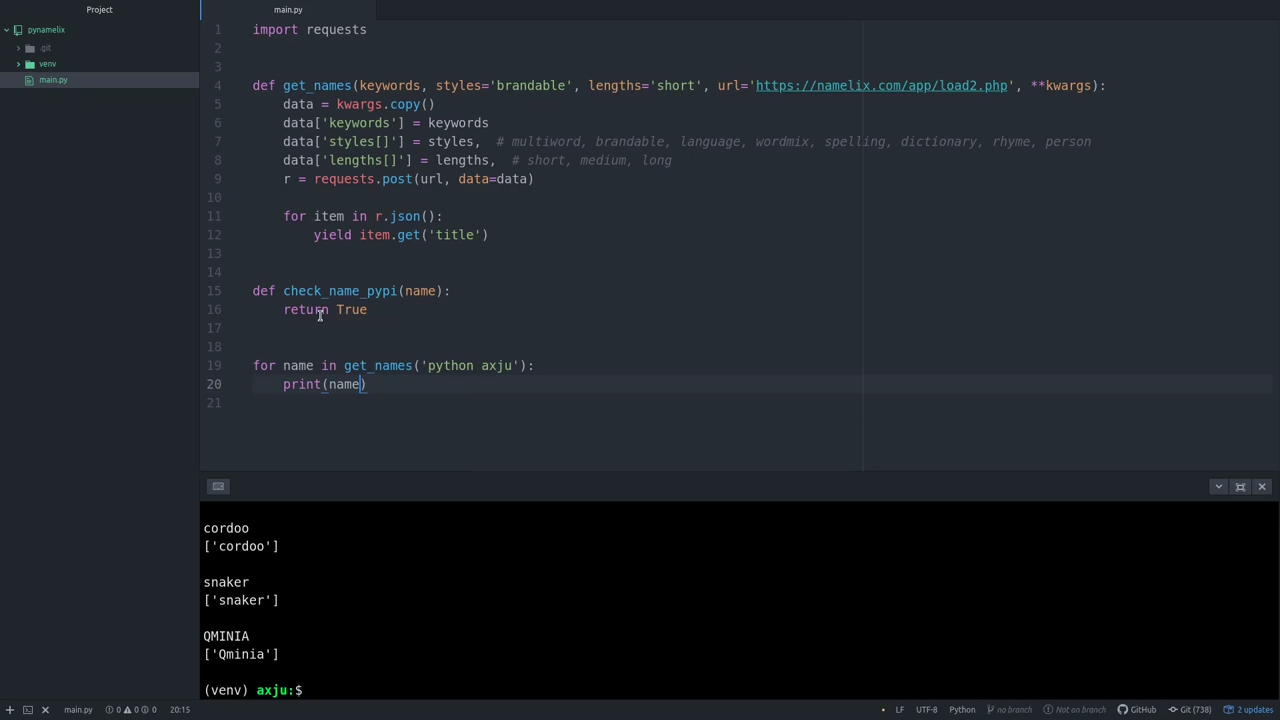 Project
main.py
pynamelix
.git
venv
main.py
1 import requests
2
3
4 def get_names(keywords, styles='brandable', lengths='short', url='https://namelix.com/app/load2.php', **kwargs):
5 data = kwargs.copy()
6 data['keywords'] = keywords
7 data['styles[]'] = styles,  # multiword, brandable, language, wordmix, spelling, dictionary, rhyme, person
8 data['lengths[]'] = lengths,  # short, medium, long
9 r = requests.post(url, data=data)
10
11 for item in r.json():
12 yield item.get('title')
13
14
15 def check_name_pypi(name):
16 return True
17
18
19 for name in get_names('python axju'):
20 print(name)
21
cordoo
['cordoo']
snaker
['snaker']
QMINIA
['Qminia']
(venv) axju:$
main.py 0 0 0 20:15 LF UTF-8 Python no branch Not on branch GitHub Git (738) 2 updates